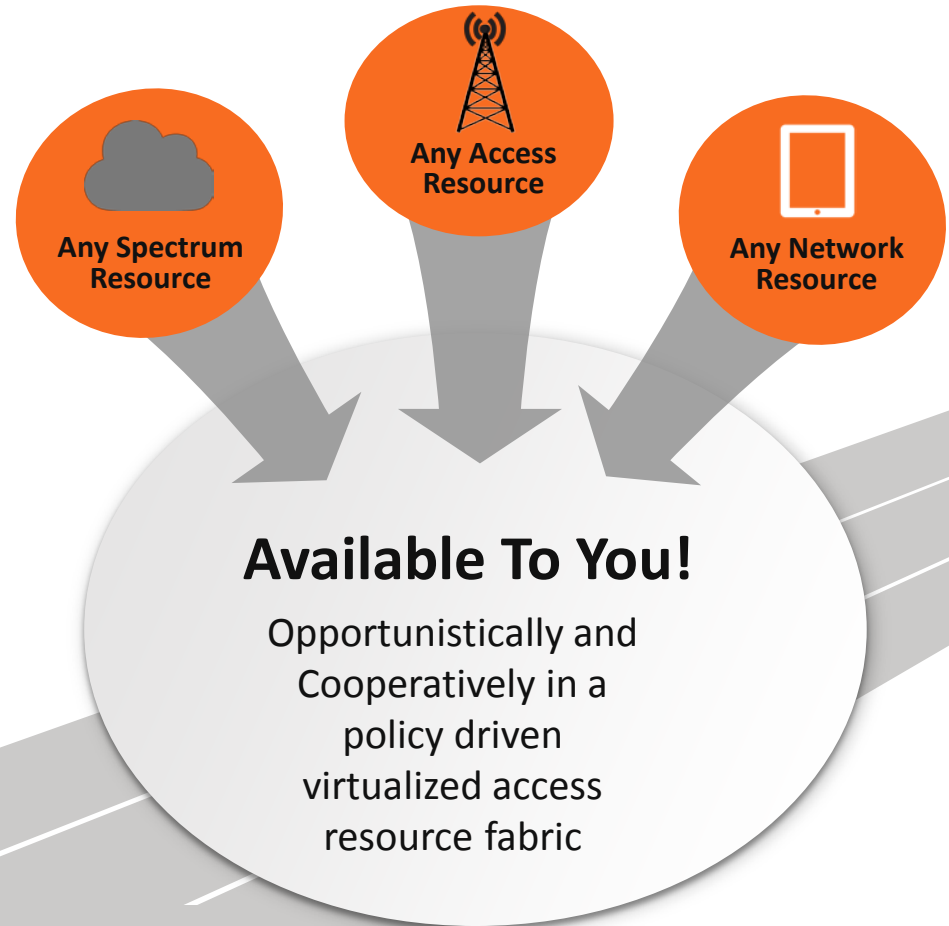 Any Access
Resource
Any Spectrum
Resource
Any Network
Resource
Available To You!
Opportunistically and
Cooperatively in a
policy driven
virtualized access
resource fabric